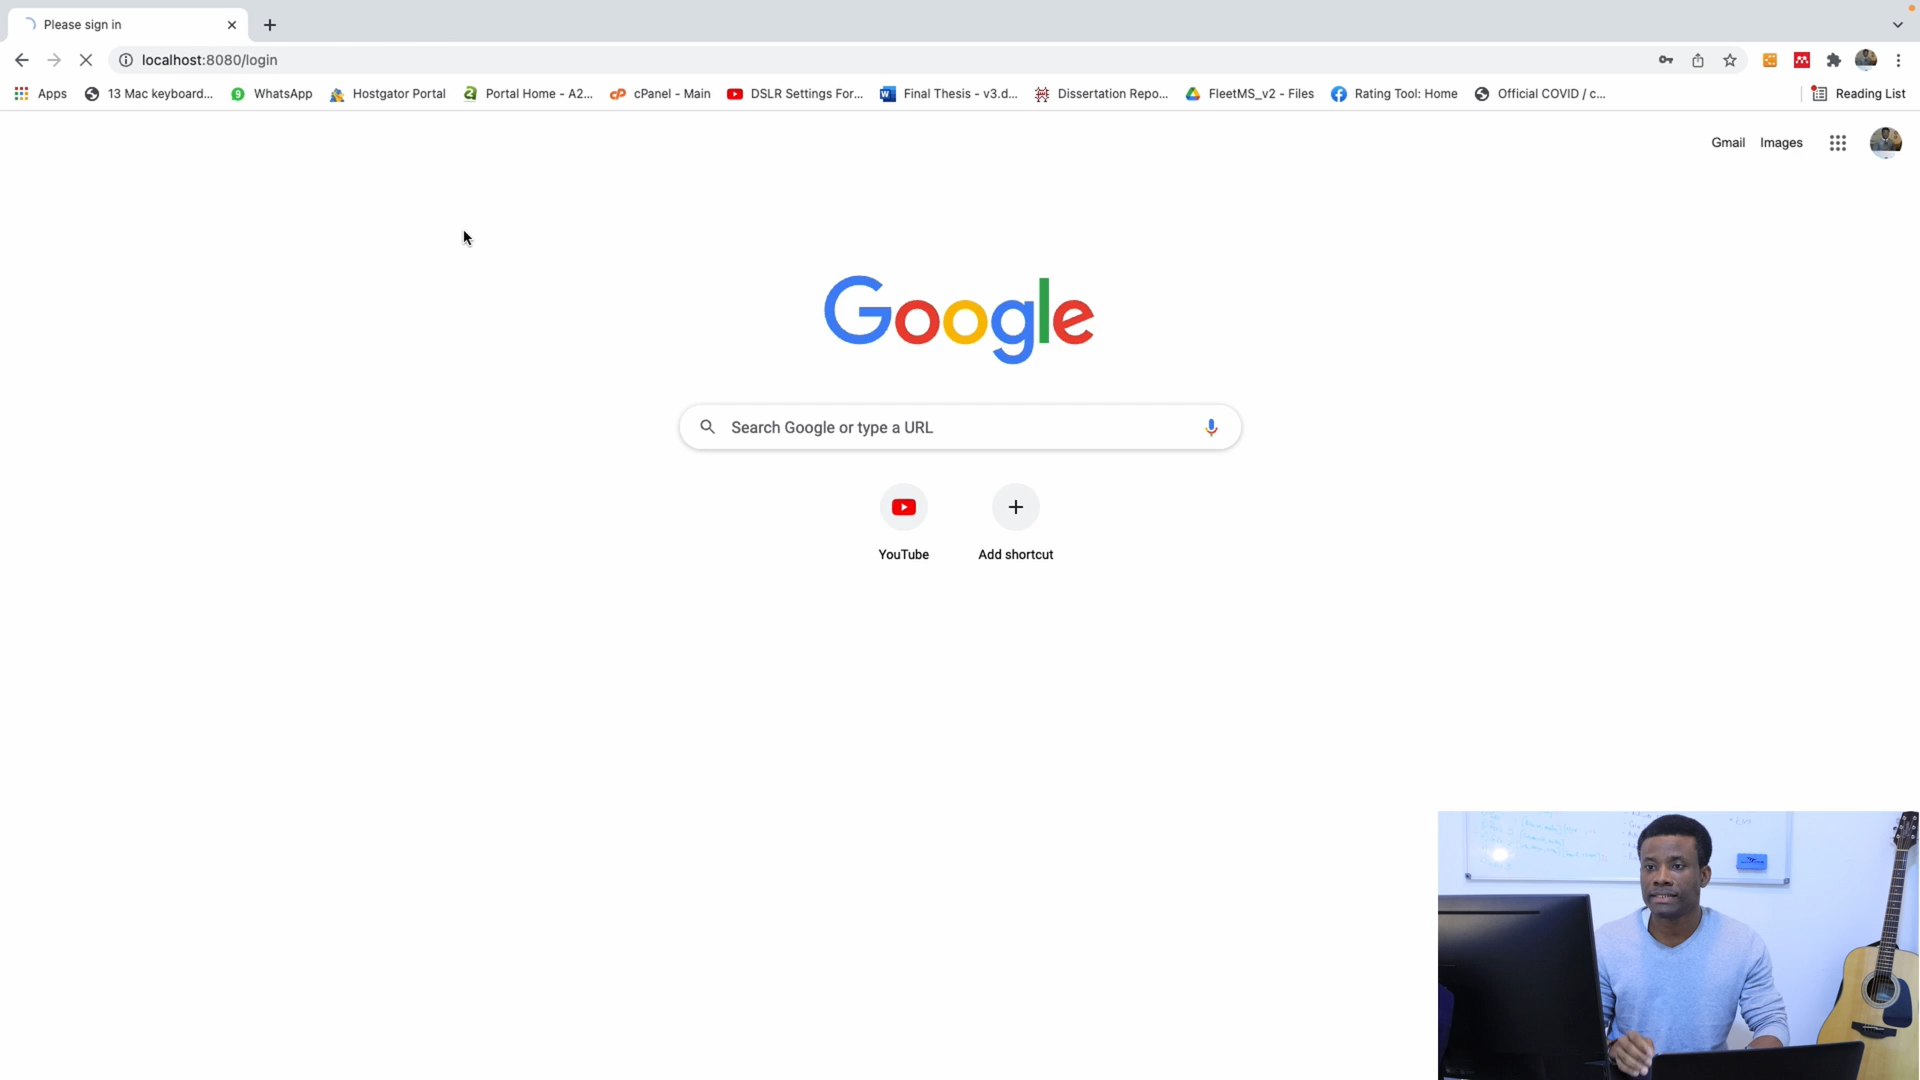 Please sign in
localhost:8080/login
Apps
13 Mac keyboard...
WhatsApp
Hostgator Portal
Portal Home - A2...
cPanel - Main
DSLR Settings For...
Final Thesis - v3.d...
Dissertation Repo...
FleetMS_v2 - Files
Rating Tool: Home
Official COVID / c...
Reading List
Gmail
Images
Google
Search Google or type a URL
YouTube
Add shortcut